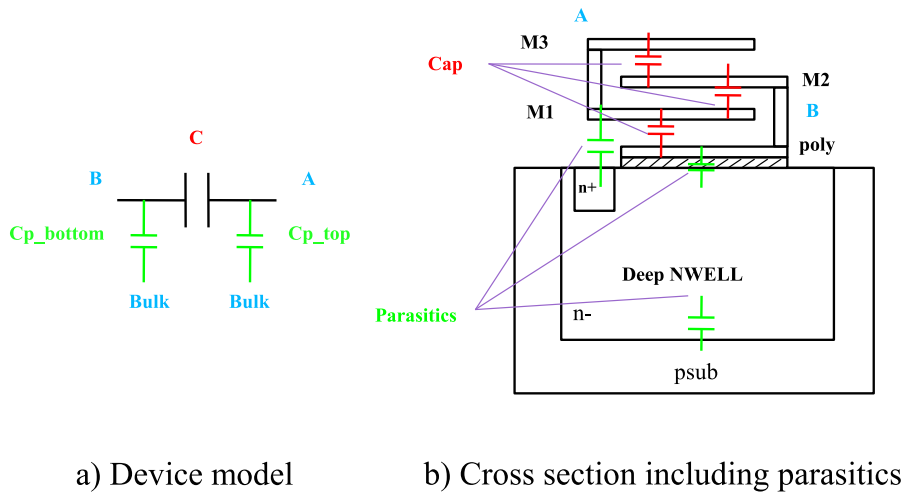 A
M3
Cap
M2
M1
B
C
poly
B
A
n+
Cp_bottom
Cp_top
Deep NWELL
Bulk
Bulk
Parasitics
n-
psub
a) Device model
b) Cross section including parasitics